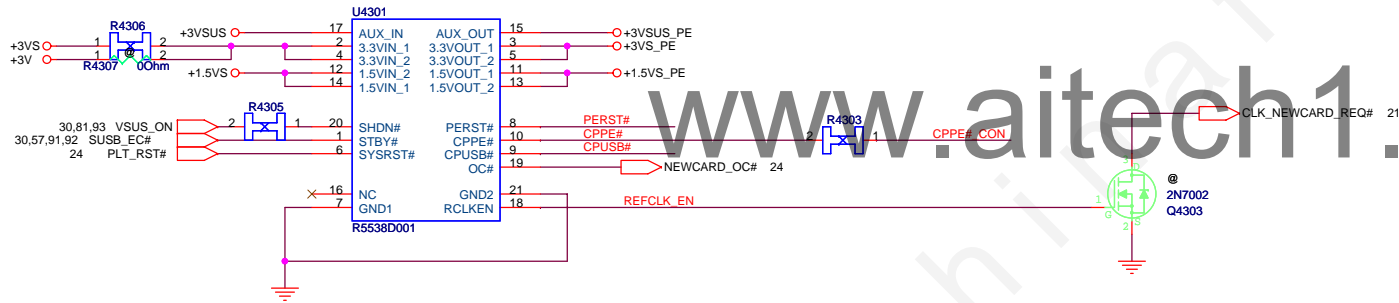 U4301
R4306
+3VS 1 2
+3V 1 @ 2
R4307 0Ohm
+3VSUS 17 AUX_IN AUX_OUT 15 +3VSUS_PE
2 3.3VIN_1 3.3VOUT_1 3 +3VS_PE
4 3.3VIN_2 3.3VOUT_2 5
+1.5VS 12 1.5VIN_2 1.5VOUT_1 11 +1.5VS_PE
14 1.5VIN_1 1.5VOUT_2 13
www.aitech1.
R4305
30,81,93 VSUS_ON 2 1 20 SHDN# PERST# 8 PERST#
R4303
30,57,91,92 SUSB_EC# 1 STBY# CPPE# 10 CPPE# 2 1 CPPE#_CON
24 PLT_RST# 6 SYSRST# CPUSB# 9 CPUSB#
OC# 19 NEWCARD_OC# 24
CLK_NEWCARD_REQ# 21
16 NC GND2 21
7 GND1 RCLKEN 18 REFCLK_EN
R5538D001
3 D
1 G
2 S
@
2N7002
Q4303
h i n a f